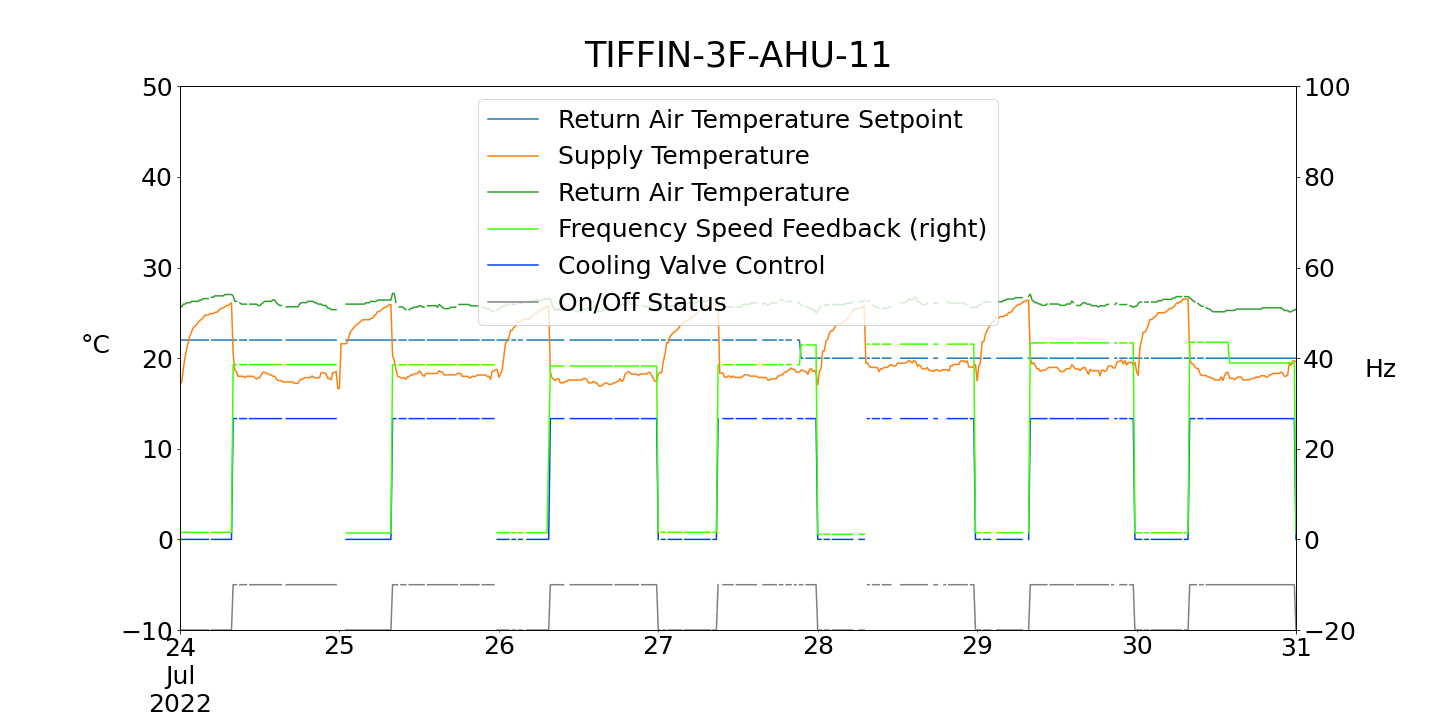 TIFFIN-3F-AHU-11
50
40
30
20
10
0
−10
°C
100
80
60
40
20
0
−20
Hz
Return Air Temperature Setpoint
Supply Temperature
Return Air Temperature
Frequency Speed Feedback (right)
Cooling Valve Control
On/Off Status
24 25 26 27 28 29 30 31
Jul
2022